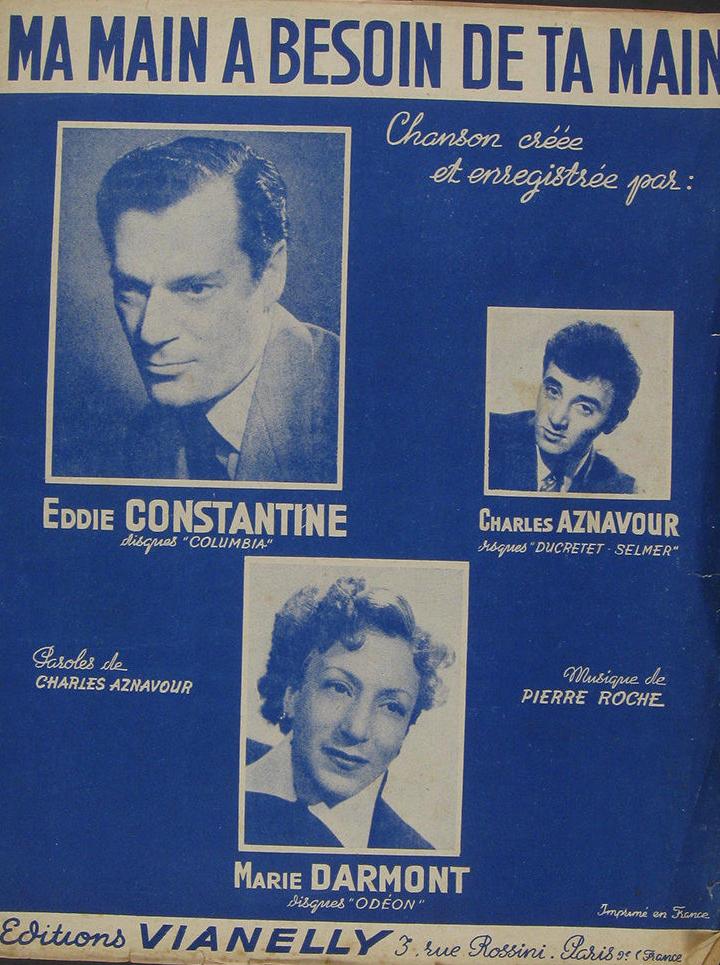 MA MAIN A BESOIN DE TA MAIN
Chanson créée
et enregistrée par :
EDDIE CONSTANTINE
disques "COLUMBIA"
CHARLES AZNAVOUR
disques "DUCRETET - SELMER"
Paroles de
CHARLES AZNAVOUR
Musique de
PIERRE ROCHE
MARIE DARMONT
disques "ODÉON"
Imprimé en France
Editions VIANELLY 3, rue Rossini. Paris 9e (France